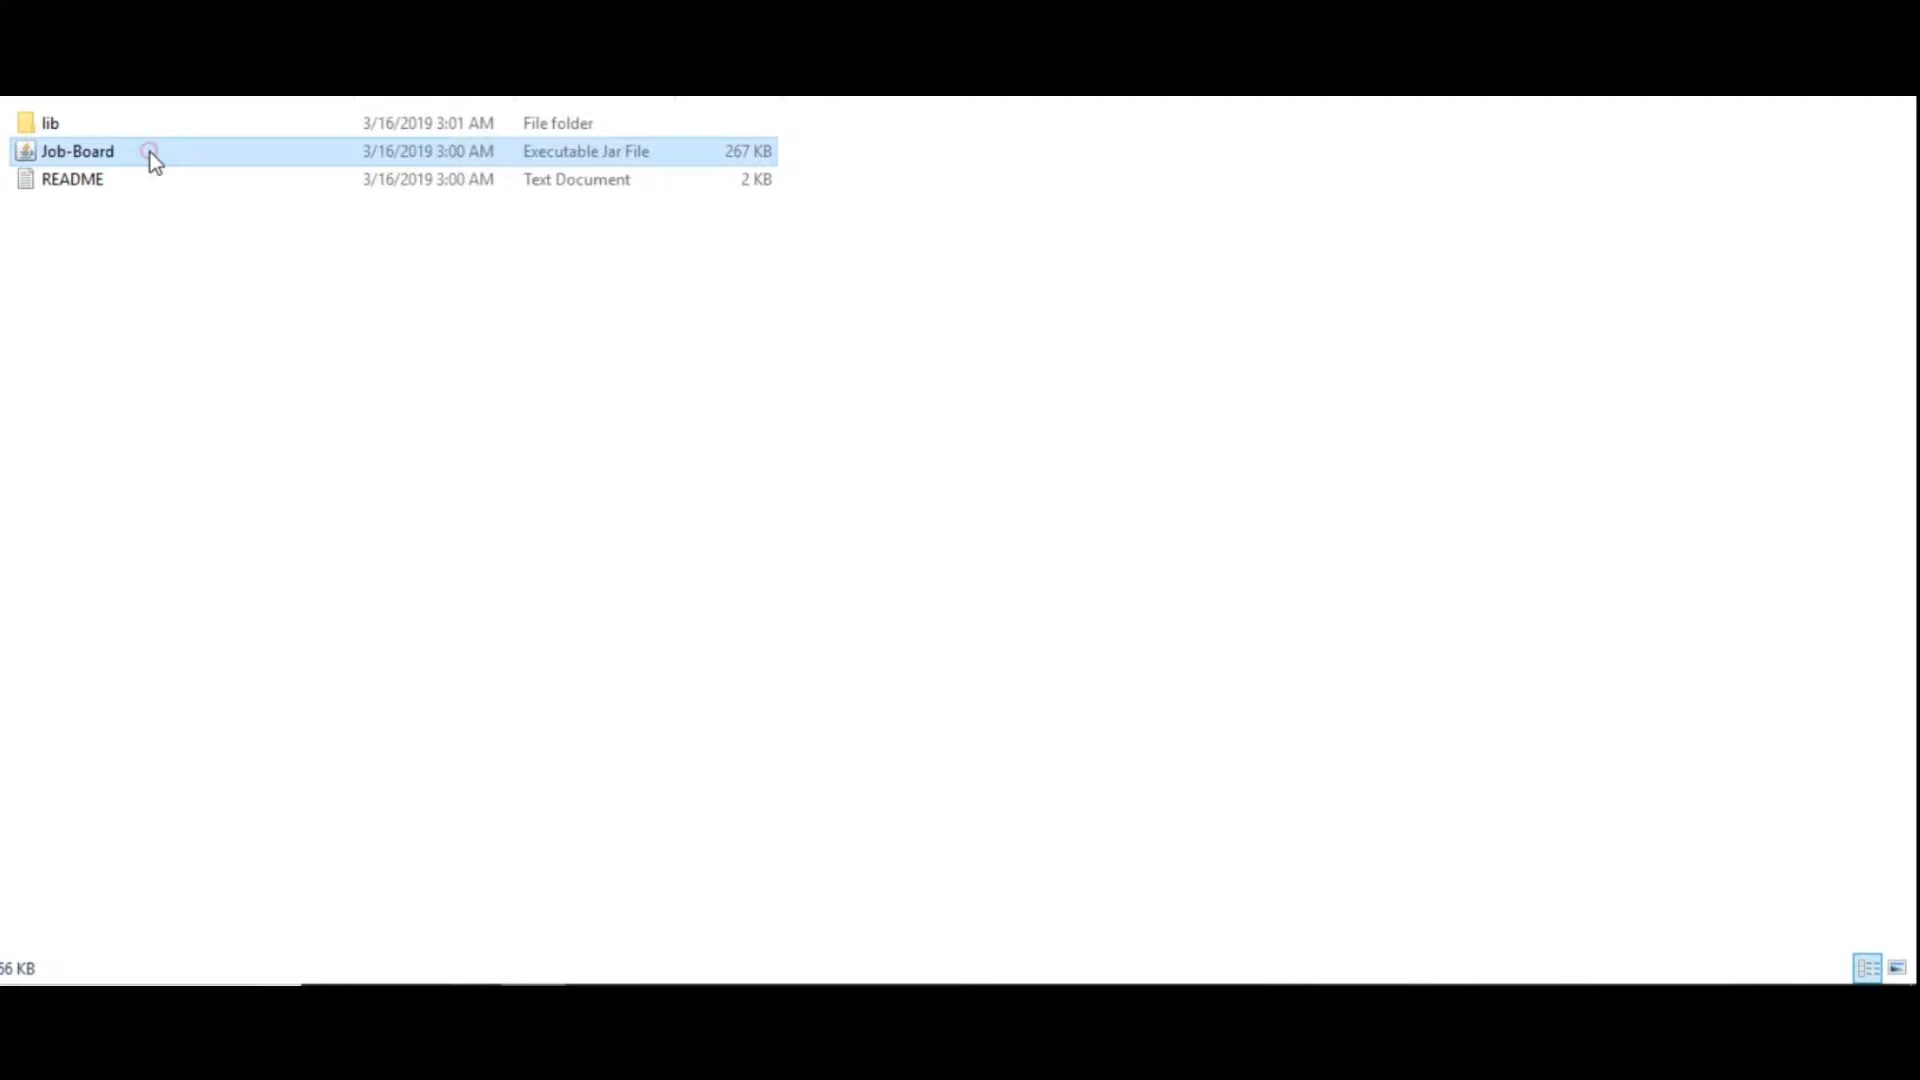 lib 3/16/2019 3:01 AM File folder
Job-Board 3/16/2019 3:00 AM Executable Jar File 267 KB
README 3/16/2019 3:00 AM Text Document 2 KB
66 KB